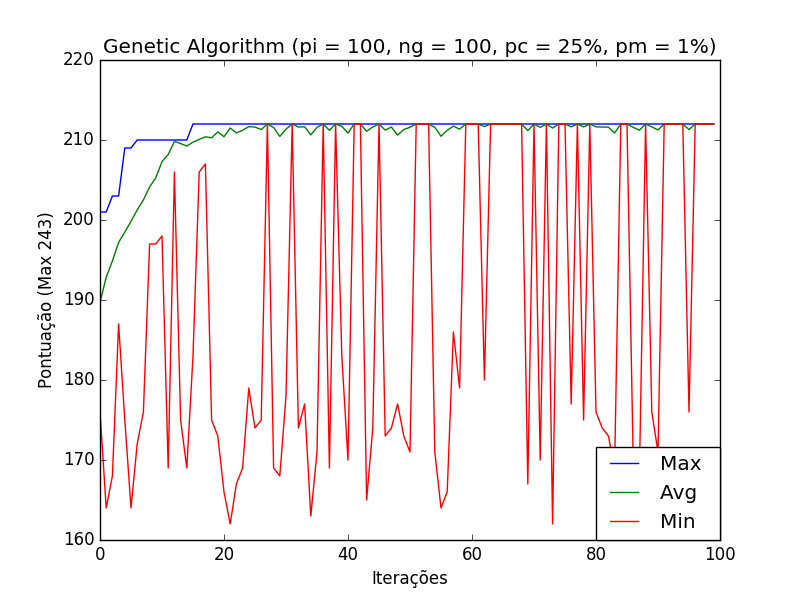 Genetic Algorithm (pi = 100, ng = 100, pc = 25%, pm = 1%)
220
210
200
190
180
170
160
Pontuação (Max 243)
Max
Avg
Min
0
20
40
60
80
100
Iterações